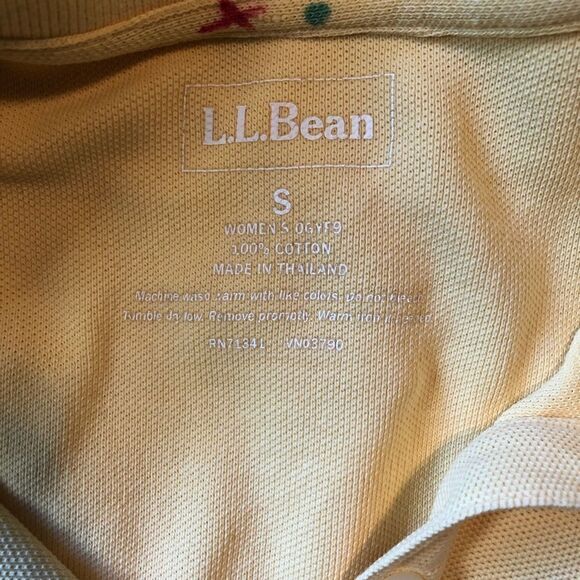 L.L.Bean
S
WOMEN'S 0GYF9
100% COTTON
MADE IN THAILAND
Machine wash warm with like colors. Do not bleach.
Tumble dry low. Remove promptly. Warm iron if needed.
RN71341 VN03790